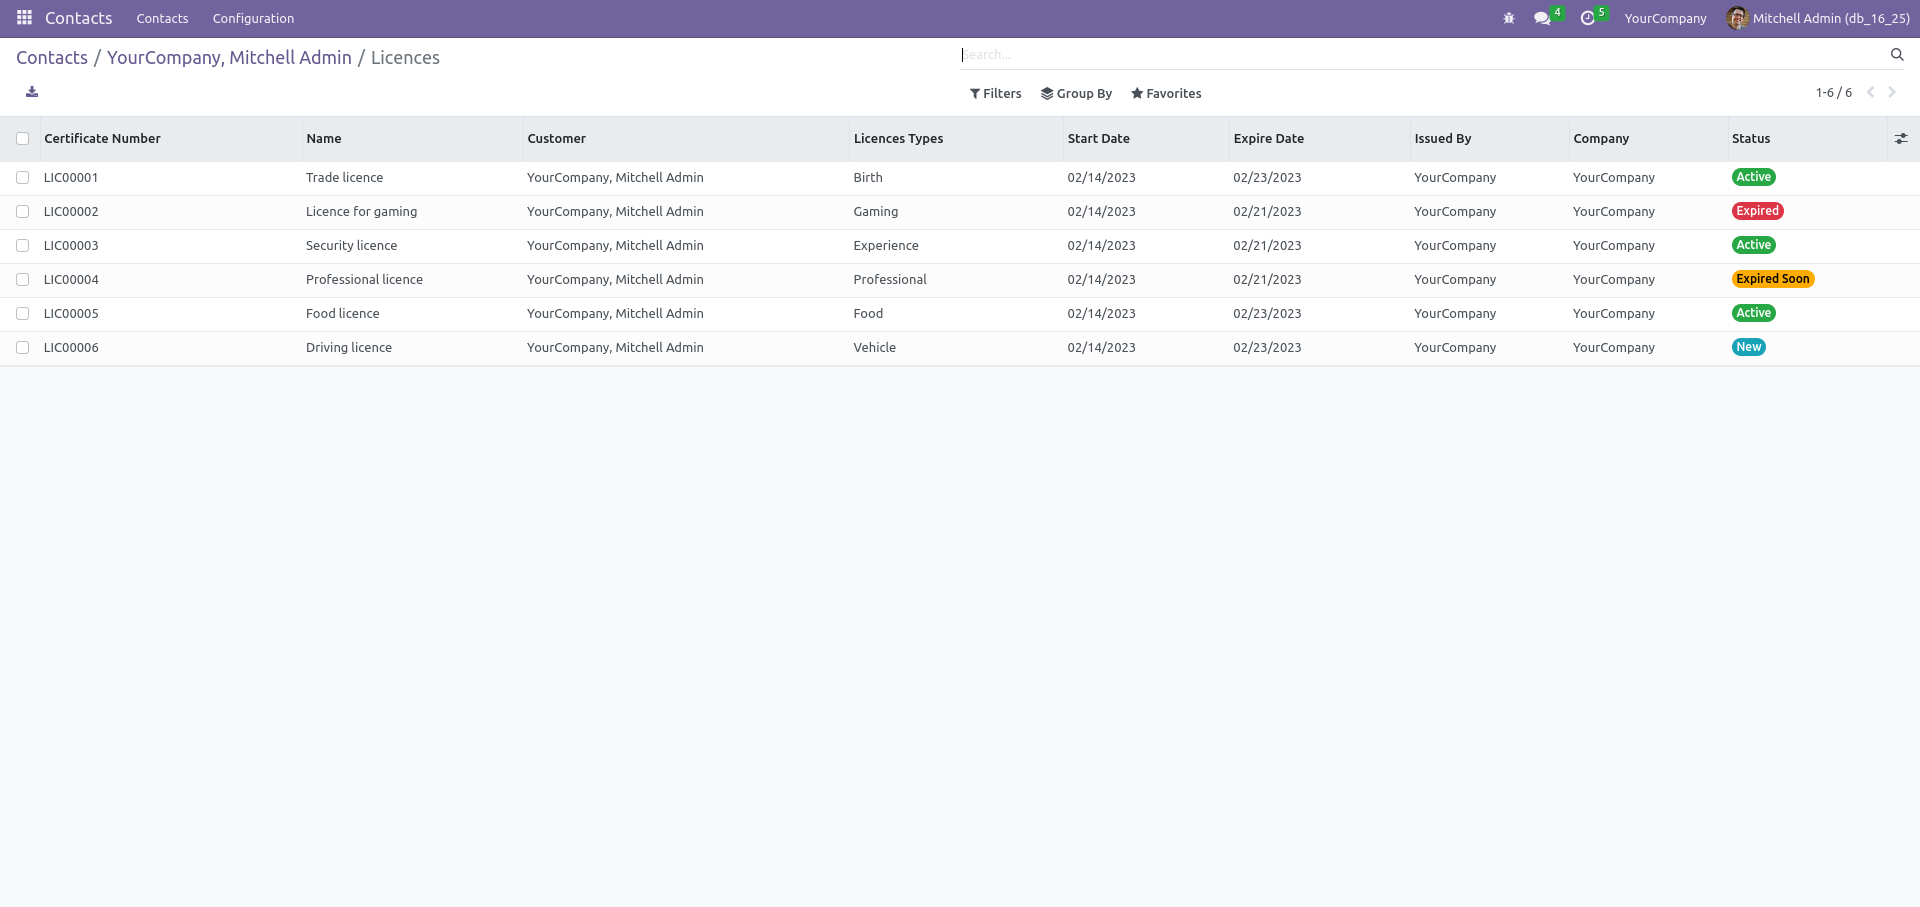 Contacts Contacts Configuration 4 5 YourCompany Mitchell Admin (db_16_25)
Contacts / YourCompany, Mitchell Admin / Licences Search...
Filters Group By Favorites 1-6 / 6
Certificate Number Name Customer Licences Types Start Date Expire Date Issued By Company Status
LIC00001 Trade licence YourCompany, Mitchell Admin Birth 02/14/2023 02/23/2023 YourCompany YourCompany Active
LIC00002 Licence for gaming YourCompany, Mitchell Admin Gaming 02/14/2023 02/21/2023 YourCompany YourCompany Expired
LIC00003 Security licence YourCompany, Mitchell Admin Experience 02/14/2023 02/21/2023 YourCompany YourCompany Active
LIC00004 Professional licence YourCompany, Mitchell Admin Professional 02/14/2023 02/21/2023 YourCompany YourCompany Expired Soon
LIC00005 Food licence YourCompany, Mitchell Admin Food 02/14/2023 02/23/2023 YourCompany YourCompany Active
LIC00006 Driving licence YourCompany, Mitchell Admin Vehicle 02/14/2023 02/23/2023 YourCompany YourCompany New